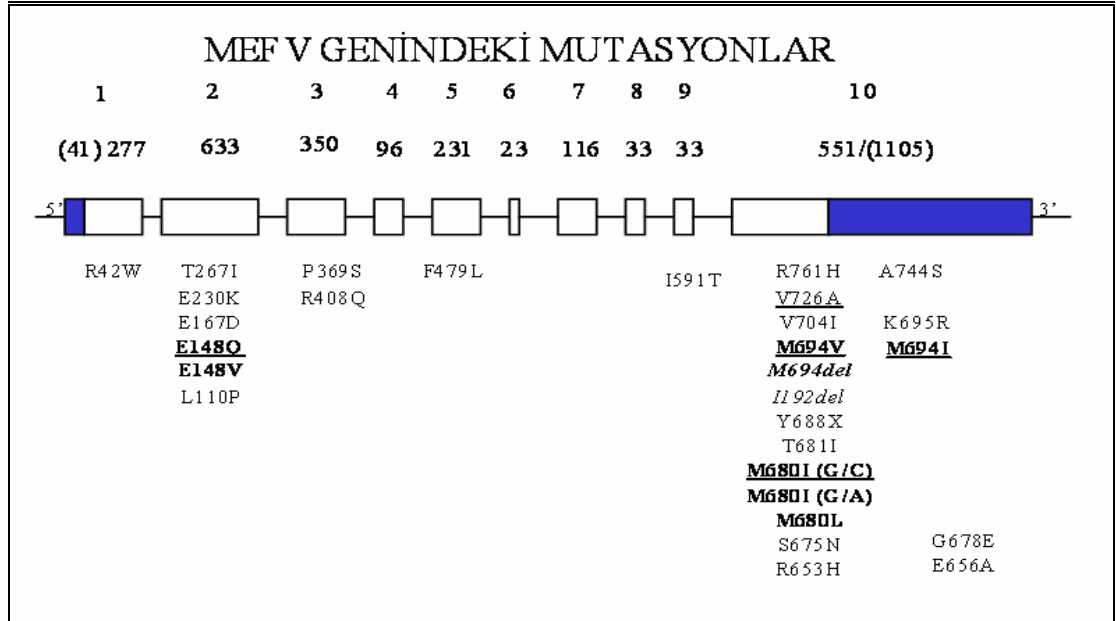 MEFV GENİNDEKİ MUTASYONLAR
1 2 3 4 5 6 7 8 9 10
(41) 277 633 350 96 231 23 116 33 33 551/(1105)
5' 3'
R42W T267I P369S F479L I591T R761H A744S
E230K R408Q V726A
E167D V704I K695R
E148Q M694V M694I
E148V M694del
L110P I192del
Y688X
T681I
M680I (G/C)
M680I (G/A)
M680L
S675N G678E
R653H E656A